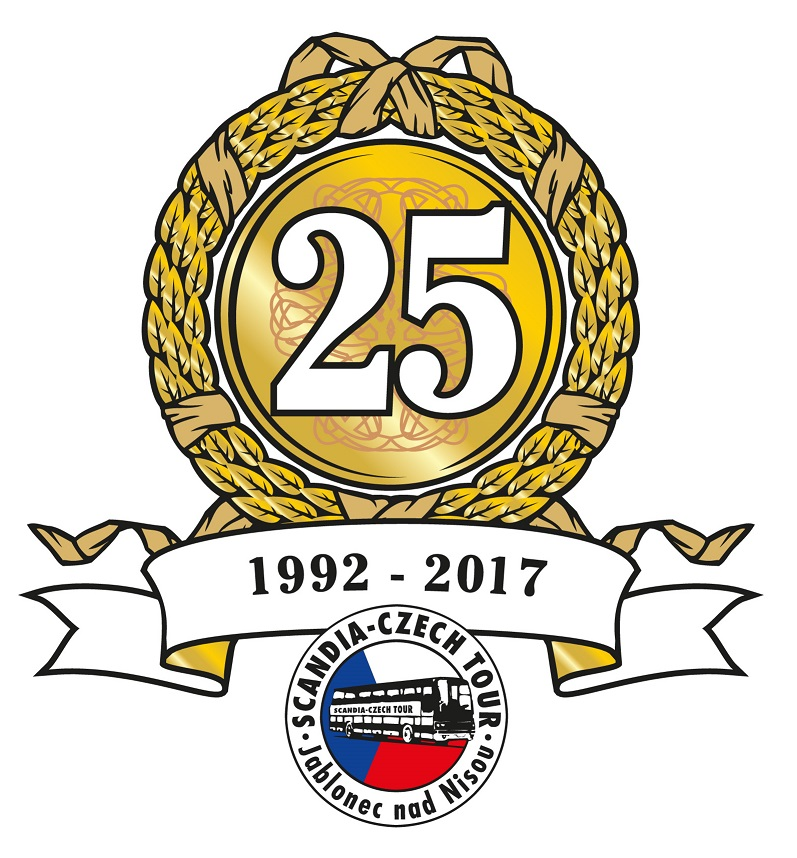 25
1992 - 2017
SCANDIA-CZECH TOUR
SCANDIA-CZECH TOUR
· Jablonec nad Nisou ·